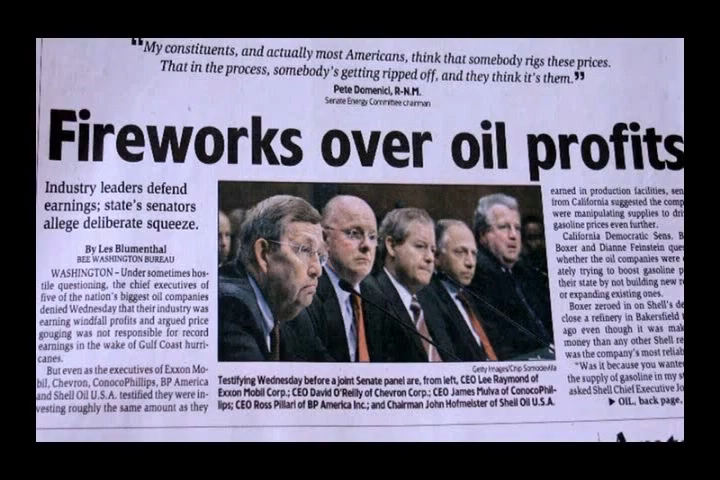 “My constituents, and actually most Americans, think that somebody rigs these prices.
That in the process, somebody's getting ripped off, and they think it's them.”
Pete Domenici, R-N.M.
Senate Energy Committee chairman
Fireworks over oil profits
Industry leaders defend
earnings; state's senators
allege deliberate squeeze.
By Les Blumenthal
BEE WASHINGTON BUREAU
WASHINGTON – Under sometimes hos-
tile questioning, the chief executives of
five of the nation's biggest oil companies
denied Wednesday that their industry was
earning windfall profits and argued price
gouging was not responsible for record
earnings in the wake of Gulf Coast hurri-
canes.
But even as the executives of Exxon Mo-
bil, Chevron, ConocoPhillips, BP America
and Shell Oil U.S.A. testified they were in-
vesting roughly the same amount as they
Getty Images/Chip Somodevilla
Testifying Wednesday before a joint Senate panel are, from left, CEO Lee Raymond of
Exxon Mobil Corp.; CEO David O'Reilly of Chevron Corp.; CEO James Mulva of ConocoPhil-
lips; CEO Ross Pillari of BP America Inc.; and Chairman John Hofmeister of Shell Oil U.S.A.
earned in production facilities, sen
from California suggested the comp
were manipulating supplies to dri
gasoline prices even further.
California Democratic Sens. B
Boxer and Dianne Feinstein que
whether the oil companies were
ately trying to boost gasoline p
their state by not building new r
or expanding existing ones.
Boxer zeroed in on Shell's de
close a refinery in Bakersfield
ago even though it was mak
money than any other Shell re
was the company's most reliab
"Was it because you wante
the supply of gasoline in my s
asked Shell Chief Executive Jo
▶ OIL, back page,